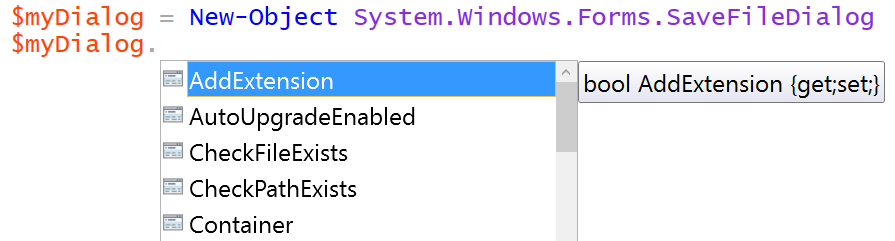 $myDialog = New-Object System.Windows.Forms.SaveFileDialog
$myDialog.
AddExtension
bool AddExtension {get;set;}
AutoUpgradeEnabled
CheckFileExists
CheckPathExists
Container